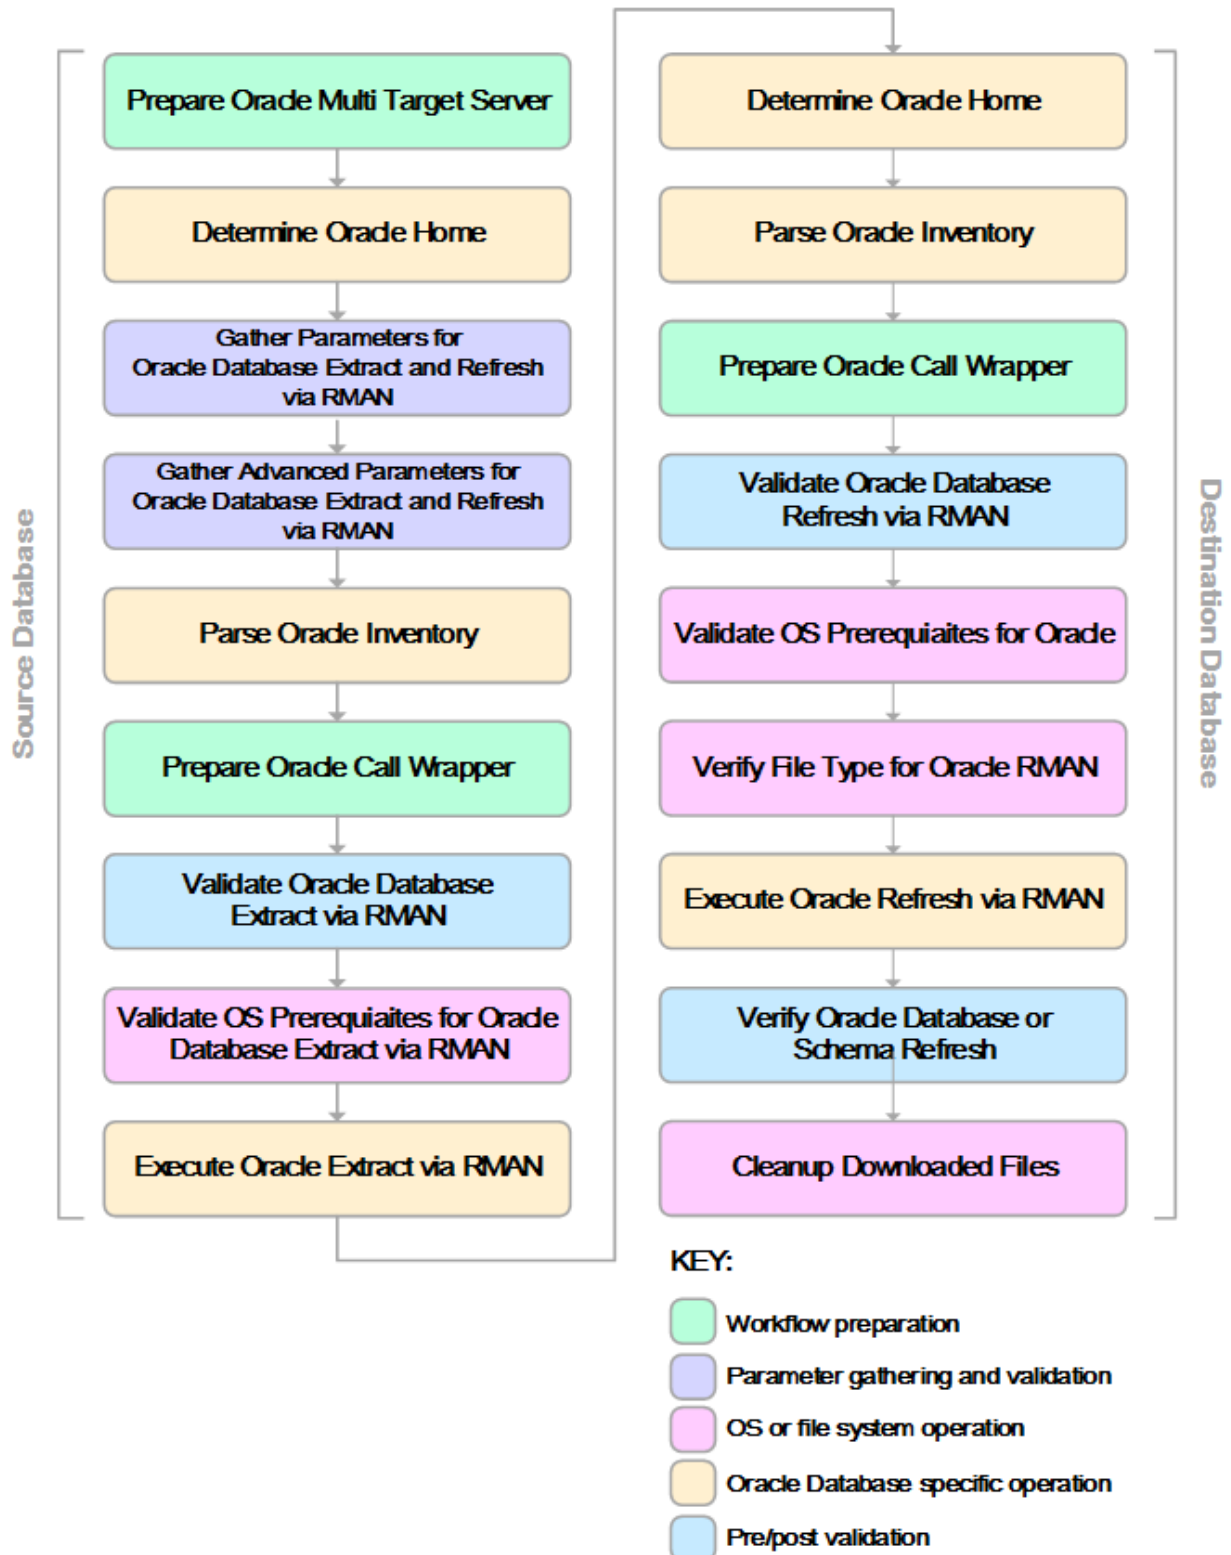 Source Database
Prepare Oracle Multi Target Server
Determine Oracle Home
Gather Parameters for
Oracle Database Extract and Refresh
via RMAN
Gather Advanced Parameters for
Oracle Database Extract and Refresh
via RMAN
Parse Oracle Inventory
Prepare Oracle Call Wrapper
Validate Oracle Database
Extract via RMAN
Validate OS Prerequiaites for Oracle
Database Extract via RMAN
Execute Oracle Extract via RMAN
Determine Oracle Home
Parse Oracle Inventory
Prepare Oracle Call Wrapper
Validate Oracle Database
Refresh via RMAN
Validate OS Prerequiaites for Oracle
Verify File Type for Oracle RMAN
Execute Oracle Refresh via RMAN
Verify Oracle Database or
Schema Refresh
Cleanup Downloaded Files
Destination Database
KEY:
Workflow preparation
Parameter gathering and validation
OS or file system operation
Oracle Database specific operation
Pre/post validation